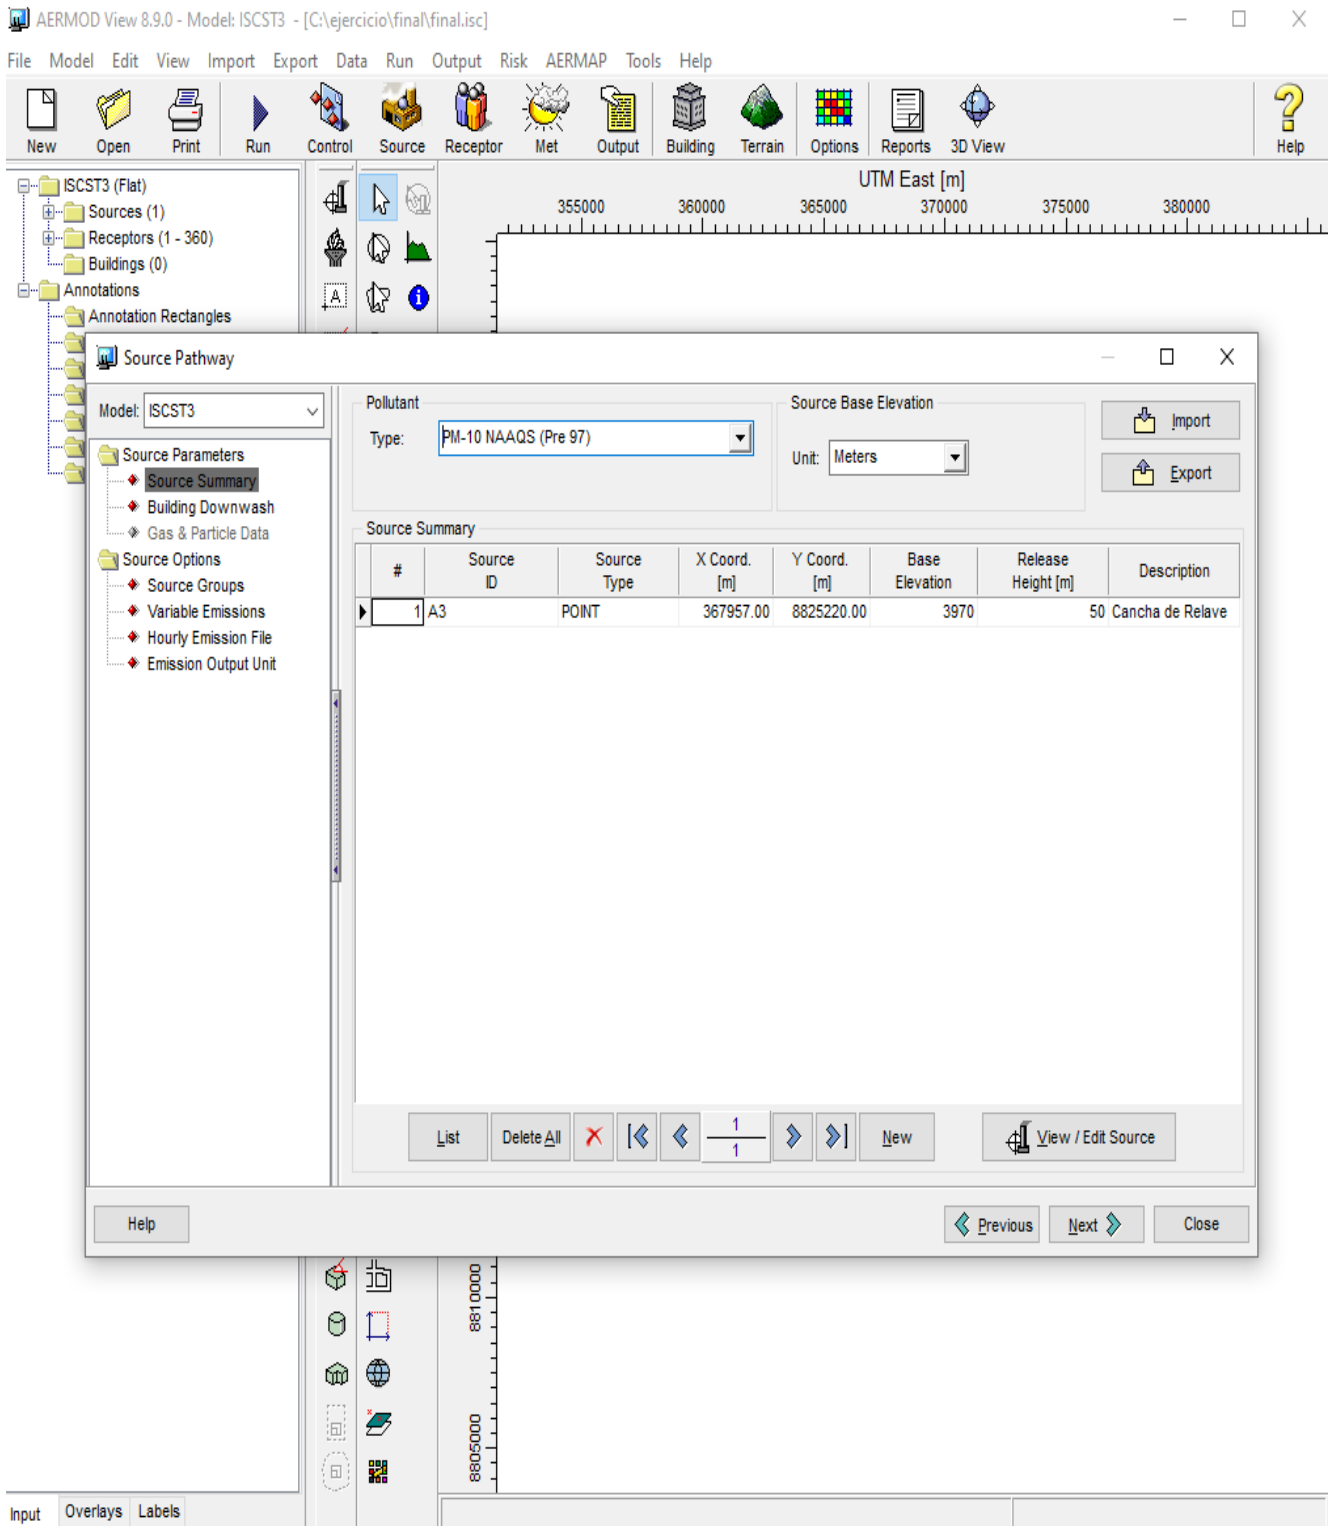 AERMOD View 8.9.0 - Model: ISCST3 - [C:\ejercicio\final\final.isc]
File Model Edit View Import Export Data Run Output Risk AERMAP Tools Help
New Open Print Run Control Source Receptor Met Output Building Terrain Options Reports 3D View Help
ISCST3 (Flat)
Sources (1)
Receptors (1 - 360)
Buildings (0)
Annotations
Annotation Rectangles
UTM East [m]
355000 360000 365000 370000 375000 380000
Source Pathway
Model: ISCST3
Source Parameters
Source Summary
Building Downwash
Gas & Particle Data
Source Options
Source Groups
Variable Emissions
Hourly Emission File
Emission Output Unit
Pollutant
Type: PM-10 NAAQS (Pre 97)
Source Base Elevation
Unit: Meters
Import
Export
Source Summary
# Source ID Source Type X Coord. [m] Y Coord. [m] Base Elevation Release Height [m] Description
1 A3 POINT 367957.00 8825220.00 3970 50 Cancha de Relave
List Delete All 1 1 New View / Edit Source
Help Previous Next Close
8810000
8805000
Input Overlays Labels